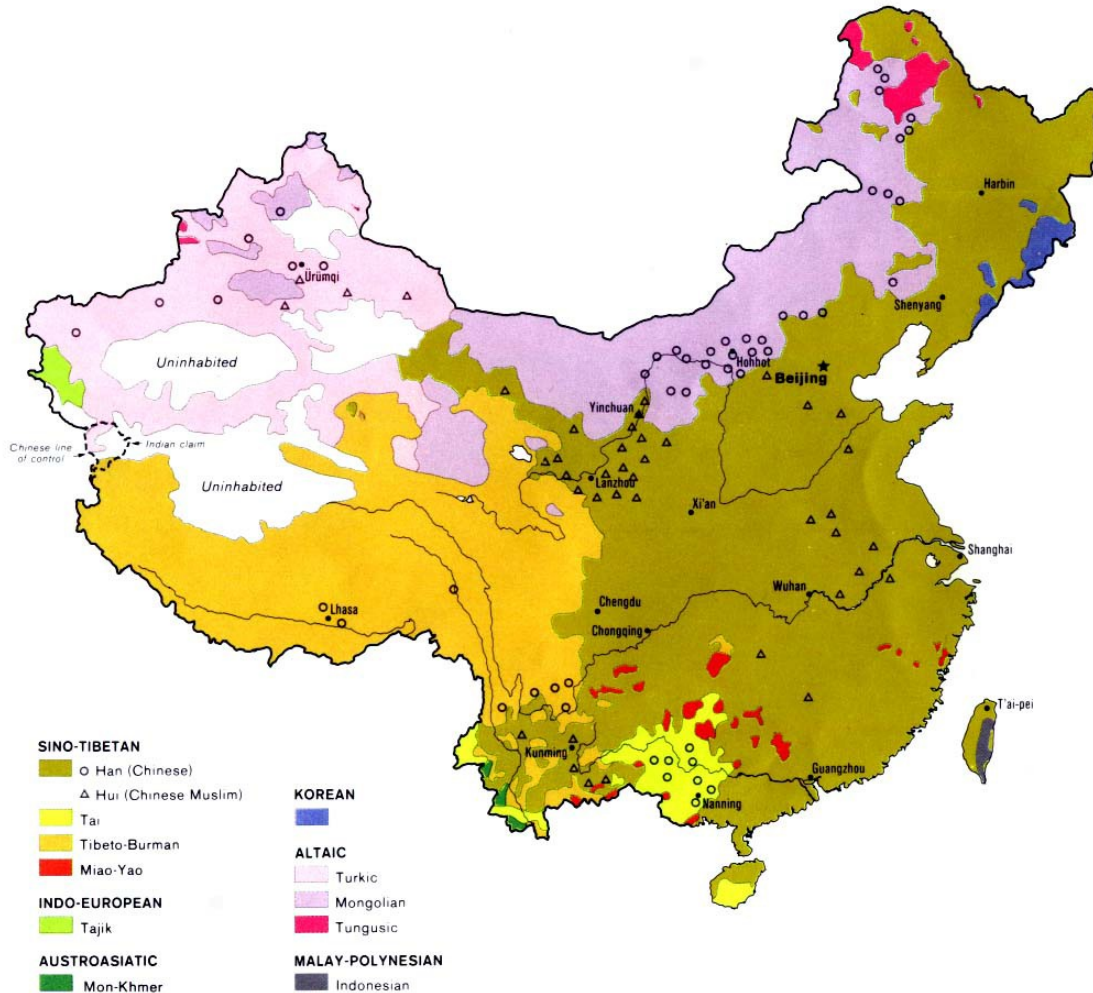 Harbin
Ürümqi
Shenyang
Uninhabited
Hohhot
Beijing
Yinchuan
Chinese line
of control
Indian claim
Lanzhou
Uninhabited
Xi'an
Shanghai
Wuhan
Lhasa
Chengdu
Chongqing
T'ai-pei
Kunming
Guangzhou
Nanning
SINO-TIBETAN
Han (Chinese)
Hui (Chinese Muslim)
Tai
Tibeto-Burman
Miao-Yao
INDO-EUROPEAN
Tajik
AUSTROASIATIC
Mon-Khmer
KOREAN
ALTAIC
Turkic
Mongolian
Tungusic
MALAY-POLYNESIAN
Indonesian